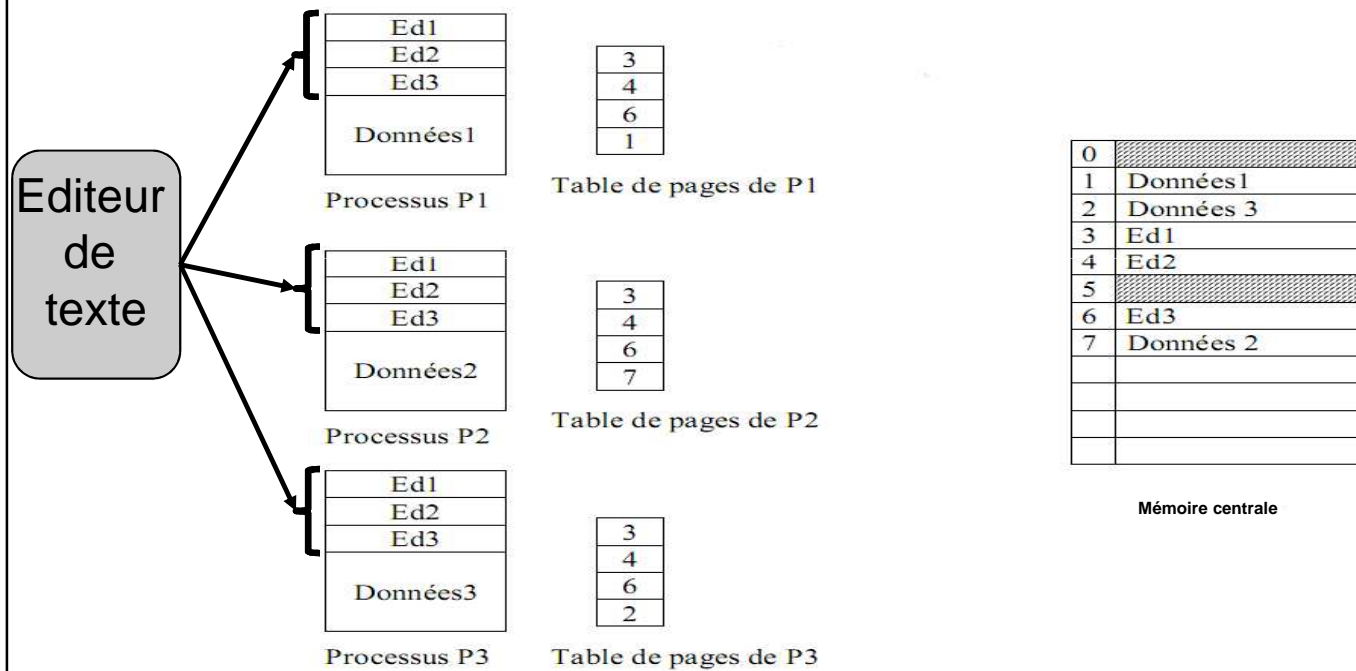 Editeur
de
texte
Ed1
Ed2
Ed3
Données1
Processus P1
3
4
6
1
Table de pages de P1
Ed1
Ed2
Ed3
Données2
Processus P2
3
4
6
7
Table de pages de P2
Ed1
Ed2
Ed3
Données3
Processus P3
3
4
6
2
Table de pages de P3
0
1 Données1
2 Données 3
3 Ed1
4 Ed2
5
6 Ed3
7 Données 2
Mémoire centrale